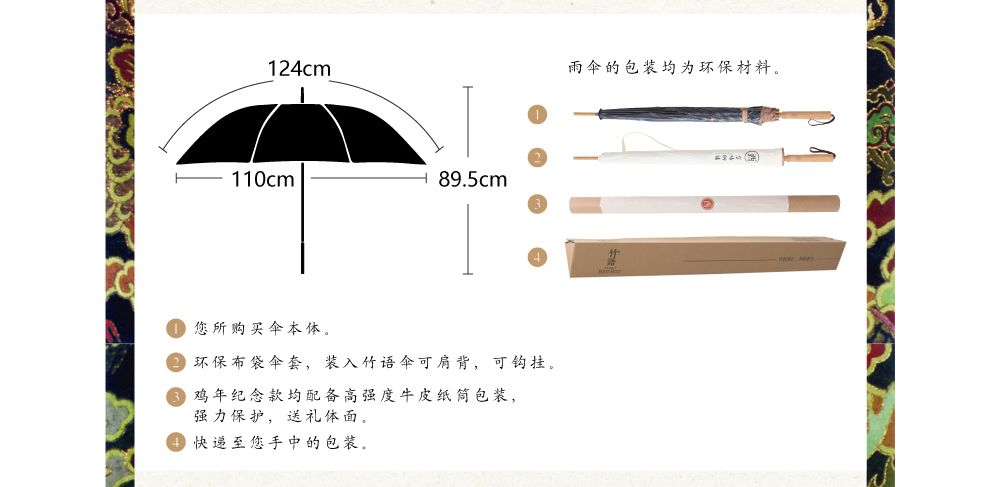 124cm
110cm
89.5cm
雨伞的包装均为环保材料。
1
2
3
4
竹語
BamBoo
1 您所购买伞本体。
2 环保布袋伞套，装入竹语伞可肩背，可钩挂。
3 鸡年纪念款均配备高强度牛皮纸筒包装，
强力保护，送礼体面。
4 快递至您手中的包装。